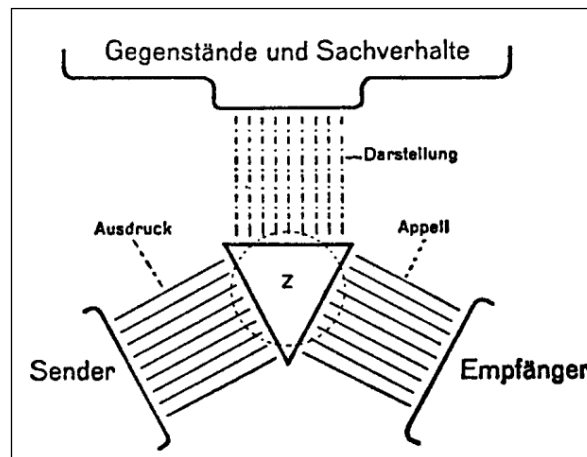 Gegenstände und Sachverhalte
Darstellung
Ausdruck
Appell
Z
Sender
Empfänger